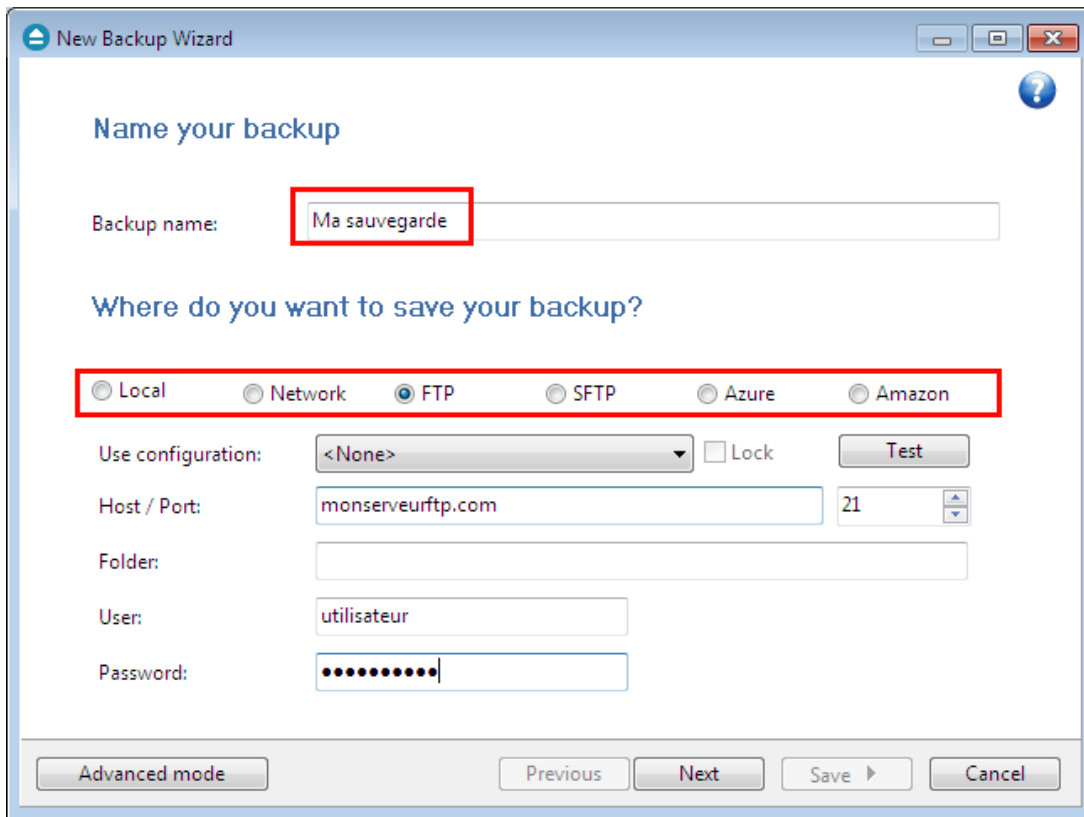 New Backup Wizard
Name your backup
Backup name: Ma sauvegarde
Where do you want to save your backup?
Local Network FTP SFTP Azure Amazon
Use configuration: <None> Lock Test
Host / Port: monserveurftp.com 21
Folder:
User: utilisateur
Password: ●●●●●●●●●●
Advanced mode Previous Next Save Cancel